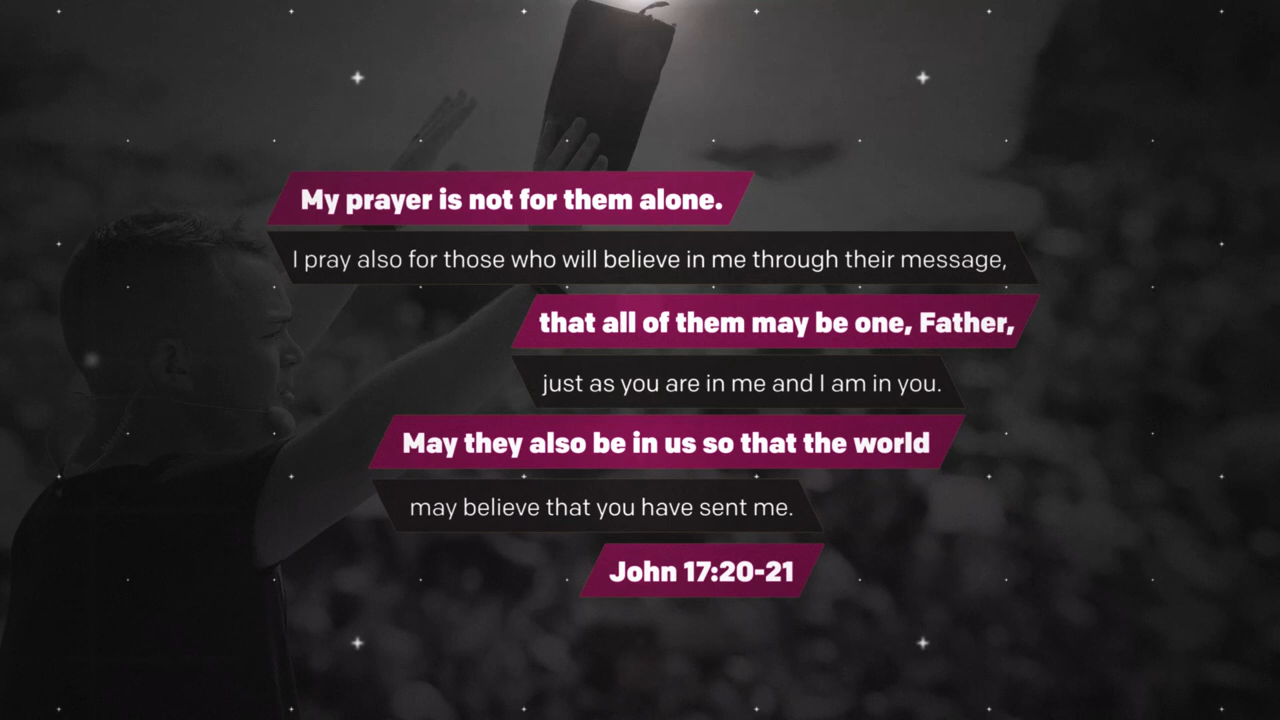 My prayer is not for them alone.
I pray also for those who will believe in me through their message,
that all of them may be one, Father,
just as you are in me and I am in you.
May they also be in us so that the world
may believe that you have sent me.
John 17:20-21